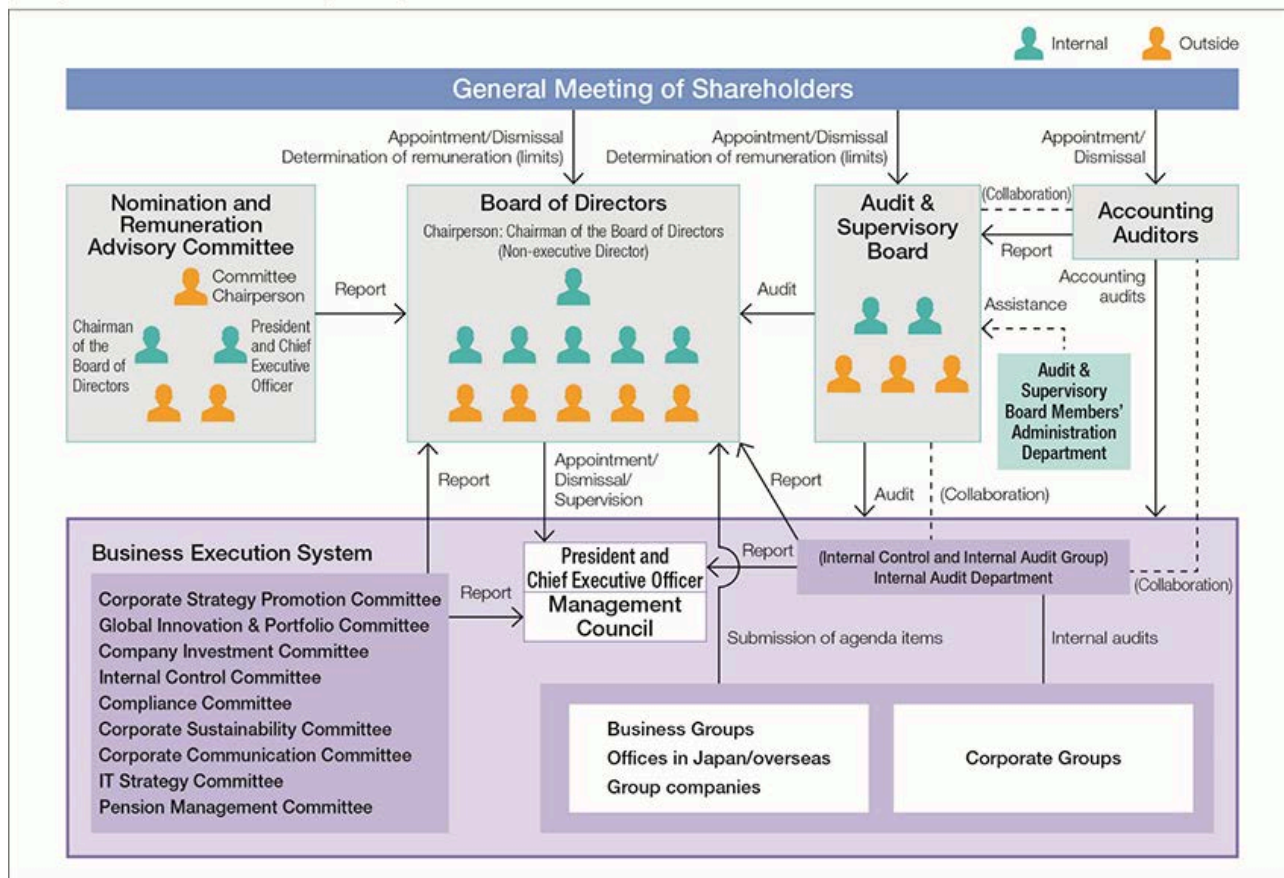 Internal
Outside
General Meeting of Shareholders
Appointment/Dismissal
Determination of remuneration (limits)
Appointment/Dismissal
Determination of remuneration (limits)
Appointment/
Dismissal
Nomination and
Remuneration
Advisory Committee
Committee
Chairperson
Chairman
of the
Board of
Directors
President
and Chief
Executive
Officer
Report
Board of Directors
Chairperson: Chairman of the Board of Directors
(Non-executive Director)
Audit
Audit &
Supervisory
Board
(Collaboration)
Report
Accounting
Auditors
Accounting
audits
Assistance
Audit &
Supervisory
Board Members'
Administration
Department
Report
Appointment/
Dismissal/
Supervision
Report
Audit
(Collaboration)
Business Execution System
Corporate Strategy Promotion Committee
Global Innovation & Portfolio Committee
Company Investment Committee
Internal Control Committee
Compliance Committee
Corporate Sustainability Committee
Corporate Communication Committee
IT Strategy Committee
Pension Management Committee
Report
President and
Chief Executive Officer
Management
Council
Report
(Internal Control and Internal Audit Group)
Internal Audit Department
(Collaboration)
Submission of agenda items
Internal audits
Business Groups
Offices in Japan/overseas
Group companies
Corporate Groups